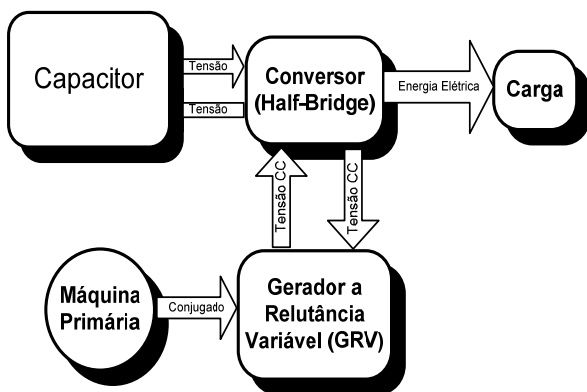 Capacitor
Tensão
Tensão
Conversor
(Half-Bridge)
Energia Elétrica
Carga
Tensão CC
Tensão CC
Máquina
Primária
Conjugado
Gerador a
Relutância
Variável (GRV)